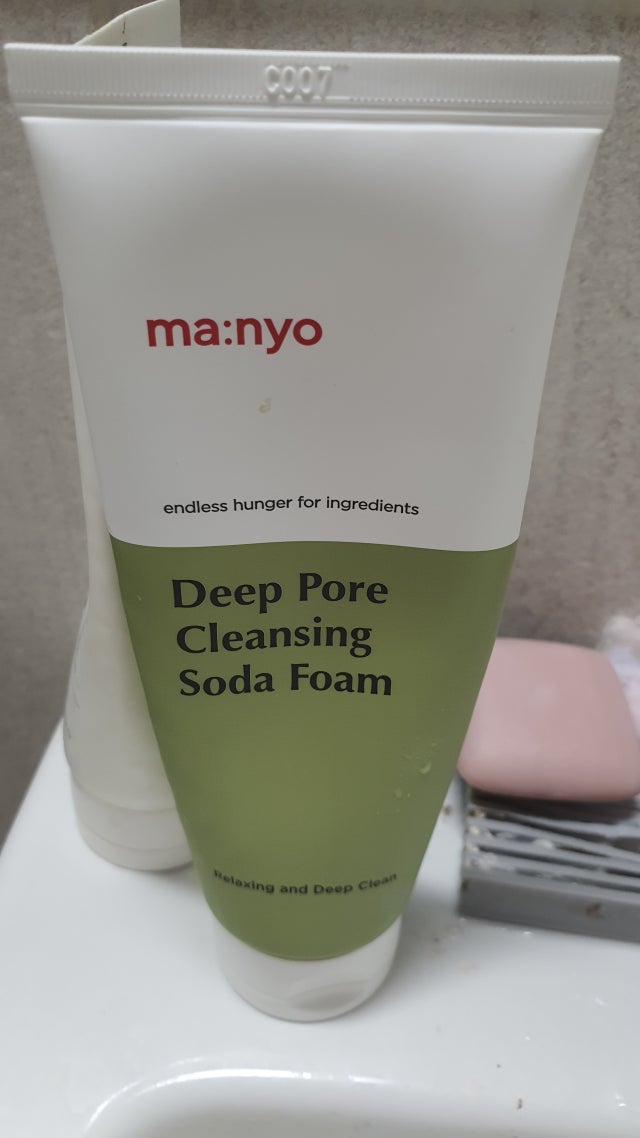 C007
ma:nyo
endless hunger for ingredients
Deep Pore
Cleansing
Soda Foam
Relaxing and Deep Clean